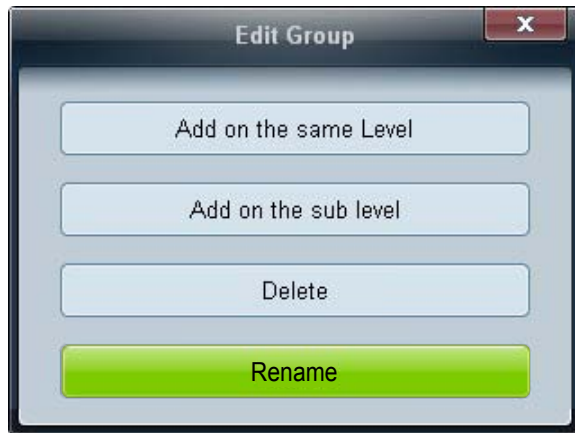 Edit Group
x
Add on the same Level
Add on the sub level
Delete
Rename